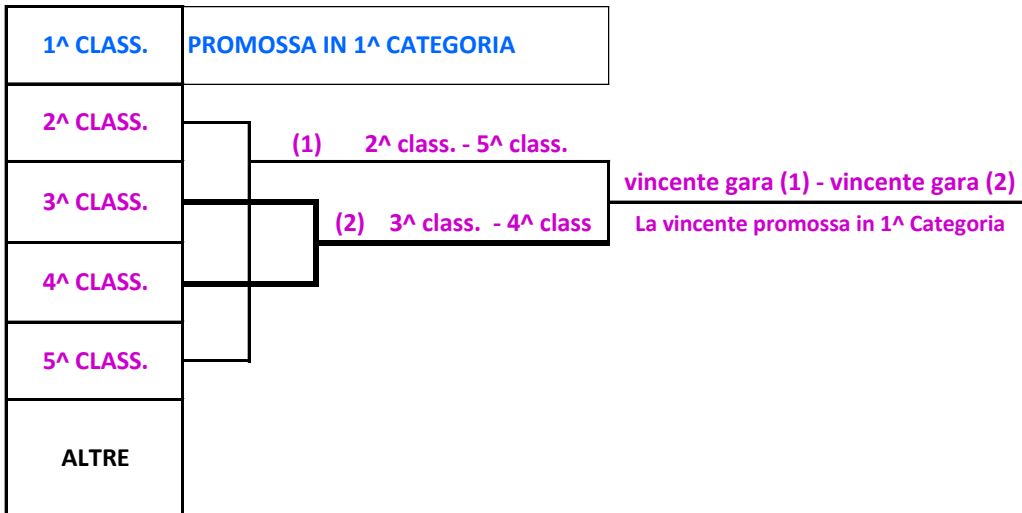 1^ CLASS. PROMOSSA IN 1^ CATEGORIA
2^ CLASS.
(1) 2^ class. - 5^ class.
3^ CLASS.
vincente gara (1) - vincente gara (2)
(2) 3^ class. - 4^ class
La vincente promossa in 1^ Categoria
4^ CLASS.
5^ CLASS.
ALTRE